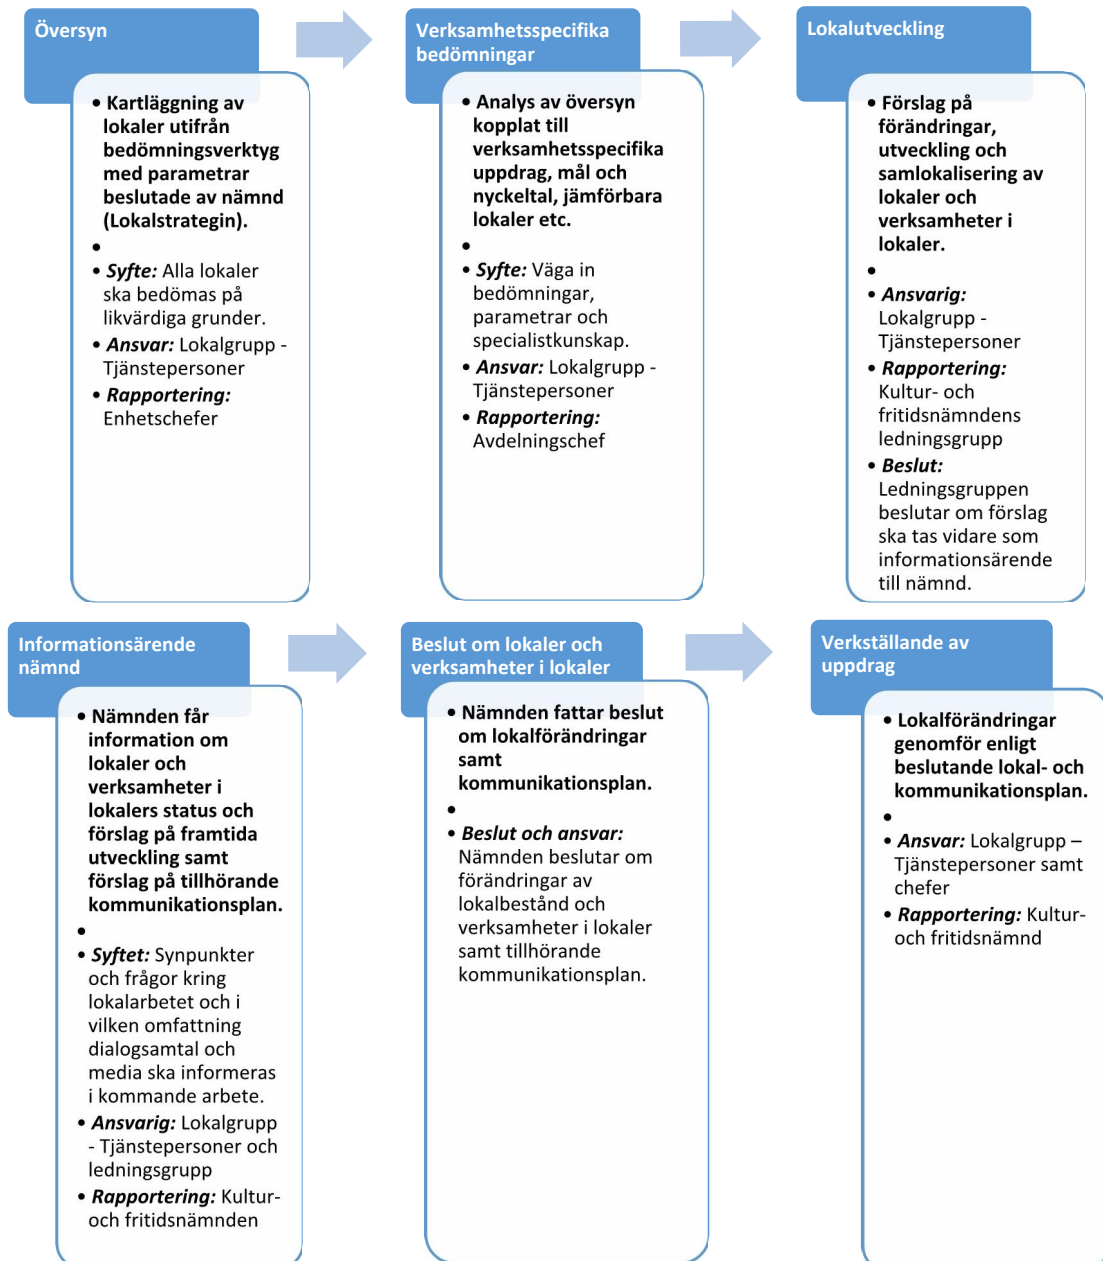 Översyn
• Kartläggning av
lokaler utifrån
bedömningsverktyg
med parametrar
beslutade av nämnd
(Lokalstrategin).
•
• Syfte: Alla lokaler
ska bedömas på
likvärdiga grunder.
• Ansvar: Lokalgrupp -
Tjänstepersoner
• Rapportering:
Enhetschefer
Verksamhetsspecifika
bedömningar
• Analys av översyn
kopplat till
verksamhetsspecifika
uppdrag, mål och
nyckeltal, jämförbara
lokaler etc.
•
• Syfte: Väga in
bedömningar,
parametrar och
specialistkunskap.
• Ansvar: Lokalgrupp -
Tjänstepersoner
• Rapportering:
Avdelningschef
Lokalutveckling
• Förslag på
förändringar,
utveckling och
samlokalisering av
lokaler och
verksamheter i
lokaler.
•
• Ansvarig:
Lokalgrupp -
Tjänstepersoner
• Rapportering:
Kultur- och
fritidsnämndens
ledningsgrupp
• Beslut:
Ledningsgruppen
beslutar om förslag
ska tas vidare som
informationsärende
till nämnd.
Informationsärende
nämnd
• Nämnden får
information om
lokaler och
verksamheter i
lokalers status och
förslag på framtida
utveckling samt
förslag på tillhörande
kommunikationsplan.
•
• Syftet: Synpunkter
och frågor kring
lokalarbetet och i
vilken omfattning
dialogsamtal och
media ska informeras
i kommande arbete.
• Ansvarig: Lokalgrupp
- Tjänstepersoner och
ledningsgrupp
• Rapportering: Kultur-
och fritidsnämnden
Beslut om lokaler och
verksamheter i lokaler
• Nämnden fattar beslut
om lokalförändringar
samt
kommunikationsplan.
•
• Beslut och ansvar:
Nämnden beslutar om
förändringar av
lokalbestånd och
verksamheter i lokaler
samt tillhörande
kommunikationsplan.
Verkställande av
uppdrag
• Lokalförändringar
genomför enligt
beslutande lokal- och
kommunikationsplan.
•
• Ansvar: Lokalgrupp –
Tjänstepersoner samt
chefer
• Rapportering: Kultur-
och fritidsnämnd